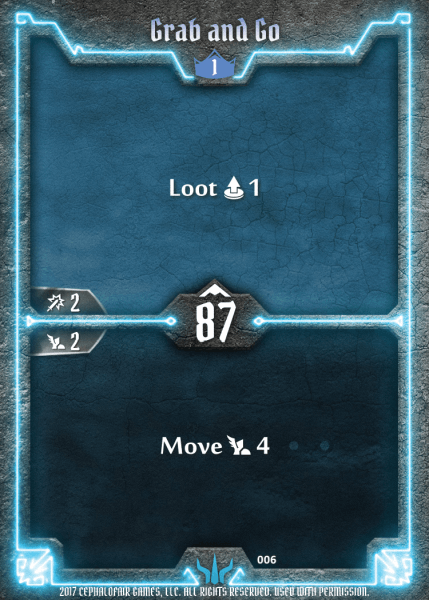 Grab and Go
1
Loot 1
2
87
2
Move 4
006
2017 CEPHALOFAIR GAMES, LLC. ALL RIGHTS RESERVED. USED WITH PERMISSION.